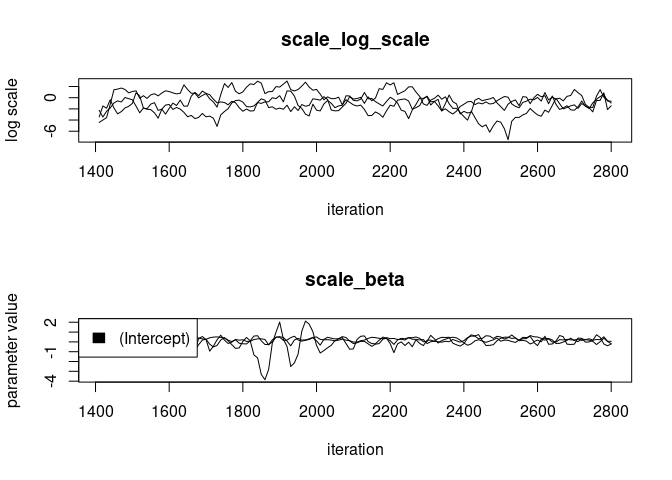 scale_log_scale
log scale
0
-6
1400 1600 1800 2000 2200 2400 2600 2800
iteration
scale_beta
parameter value
2
-1
-4
(Intercept)
1400 1600 1800 2000 2200 2400 2600 2800
iteration